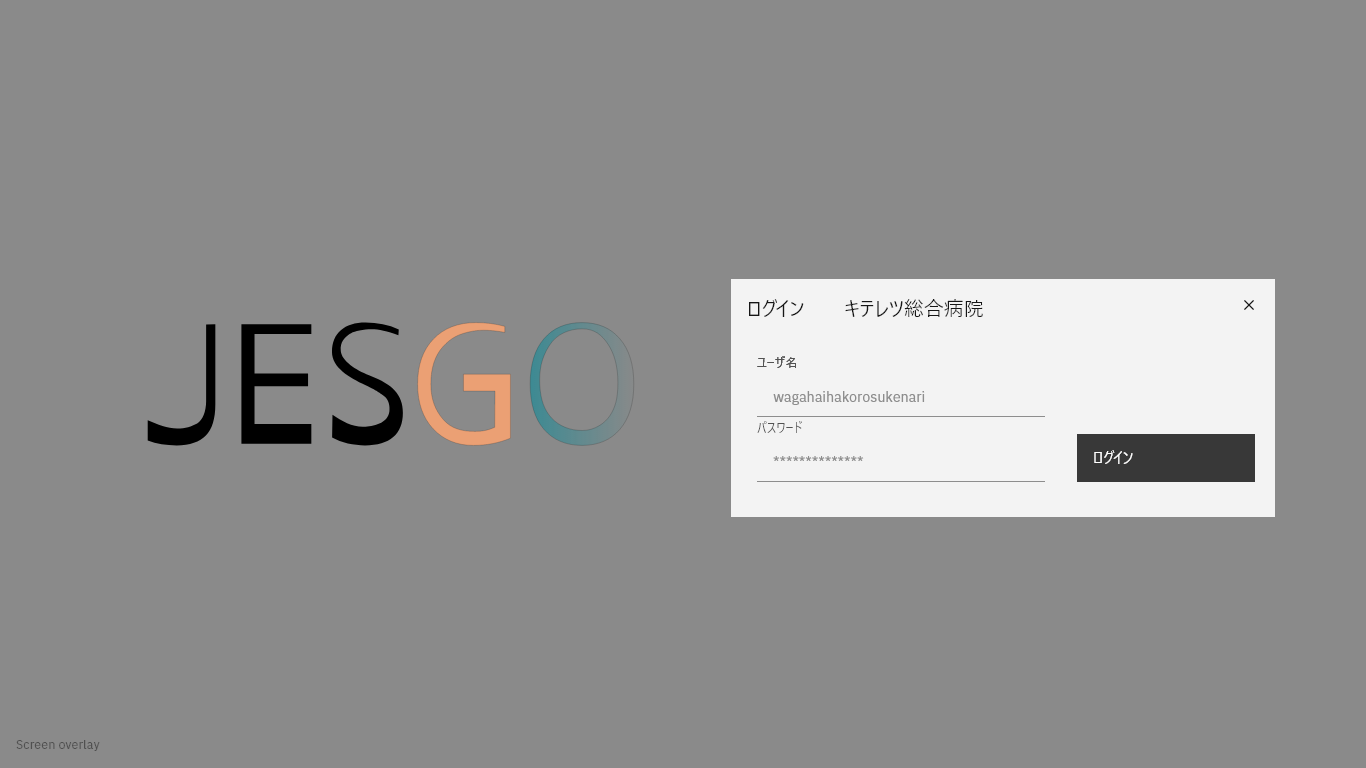 JESGO
ログイン キテレツ総合病院 ×
ユーザ名
wagahaihakorosukenari
パスワード
**************
ログイン
Screen overlay